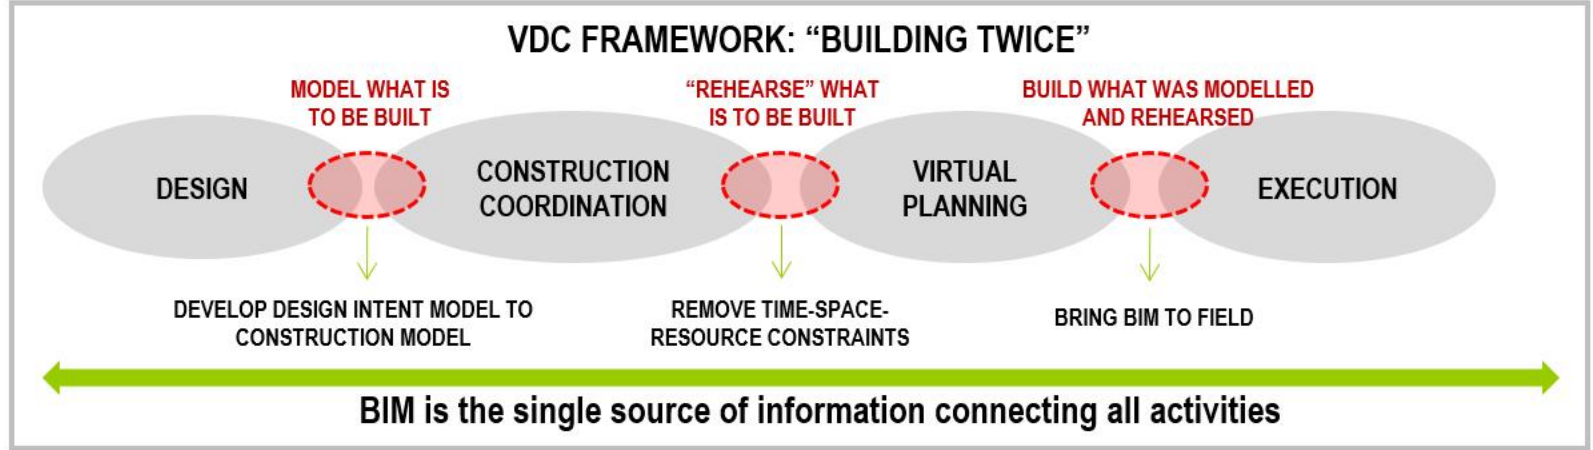 VDC FRAMEWORK: “BUILDING TWICE”
MODEL WHAT IS
TO BE BUILT
“REHEARSE” WHAT
IS TO BE BUILT
BUILD WHAT WAS MODELLED
AND REHEARSED
DESIGN
CONSTRUCTION
COORDINATION
VIRTUAL
PLANNING
EXECUTION
DEVELOP DESIGN INTENT MODEL TO
CONSTRUCTION MODEL
REMOVE TIME-SPACE-
RESOURCE CONSTRAINTS
BRING BIM TO FIELD
BIM is the single source of information connecting all activities